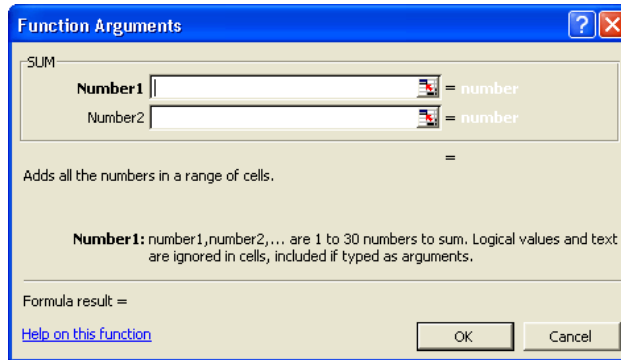 Function Arguments
SUM
Number1 = number
Number2 = number
=
Adds all the numbers in a range of cells.
Number1: number1,number2,... are 1 to 30 numbers to sum. Logical values and text
are ignored in cells, included if typed as arguments.
Formula result =
Help on this function OK Cancel